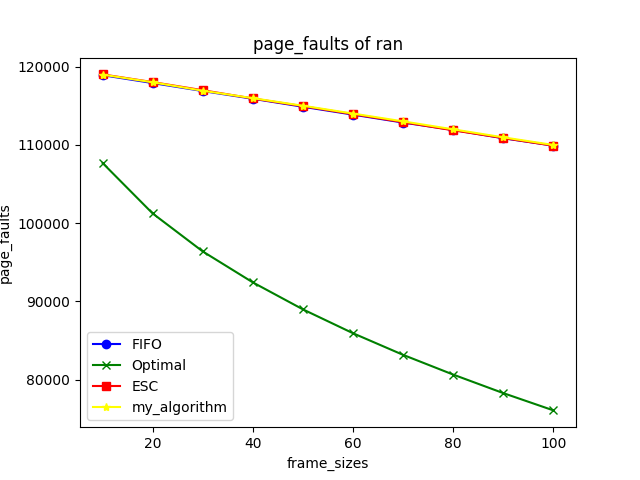 page_faults of ran
120000
110000
100000
90000
80000
page_faults
FIFO
Optimal
ESC
my_algorithm
20 40 60 80 100
frame_sizes